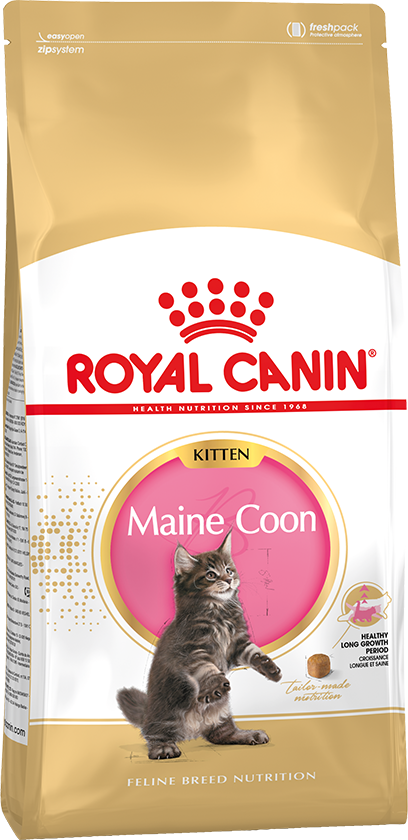 easyopen
zipsystem
freshpack
Protective atmosphere
ROYAL CANIN®
HEALTH NUTRITION SINCE 1968
KITTEN
Maine Coon
HEALTHY
LONG GROWTH
PERIOD
CROISSANCE
LONGUE ET SAINE
Tailor-made
nutrition
FELINE BREED NUTRITION